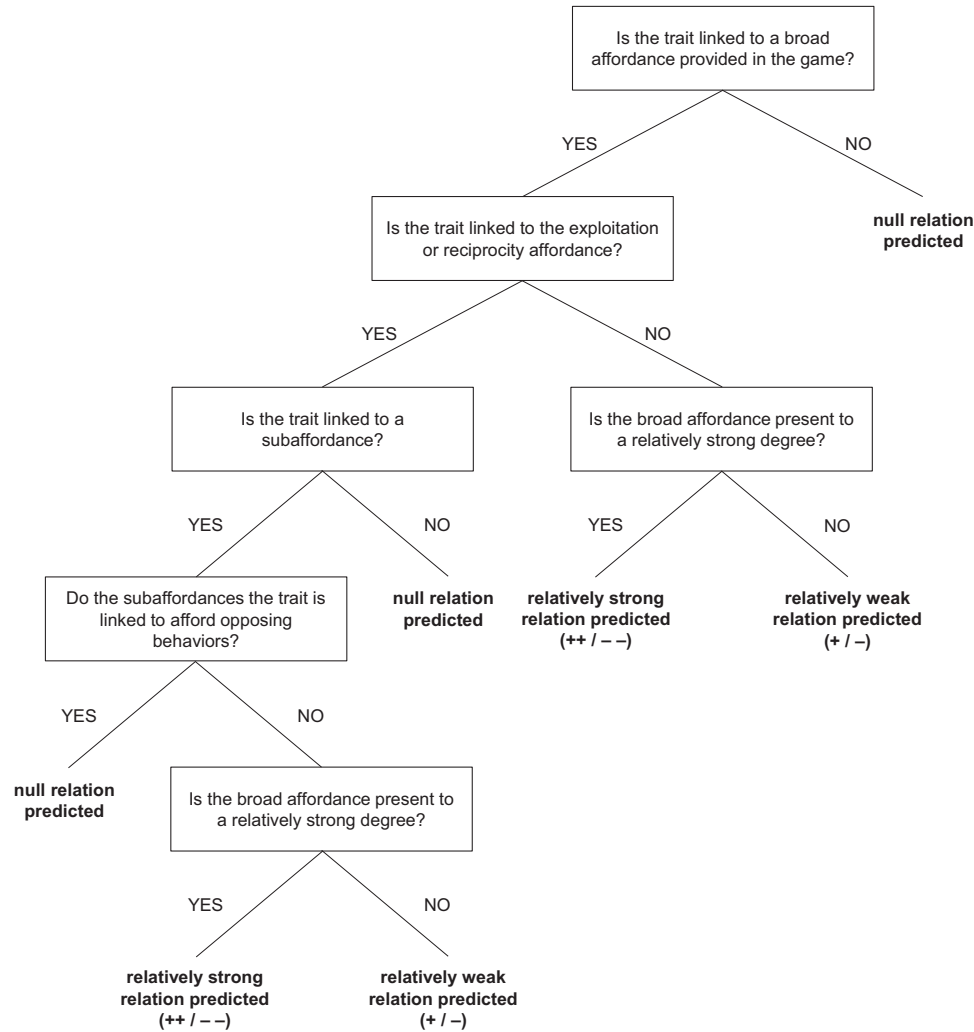 Is the trait linked to a broad
affordance provided in the game?
YES
NO
Is the trait linked to the exploitation
or reciprocity affordance?
null relation
predicted
YES
NO
Is the trait linked to a
subaffordance?
Is the broad affordance present to
a relatively strong degree?
YES
NO
YES
NO
Do the subaffordances the trait is
linked to afford opposing
behaviors?
null relation
predicted
relatively strong
relation predicted
(++ / – –)
relatively weak
relation predicted
(+ / –)
YES
NO
null relation
predicted
Is the broad affordance present to
a relatively strong degree?
YES
NO
relatively strong
relation predicted
(++ / – –)
relatively weak
relation predicted
(+ / –)